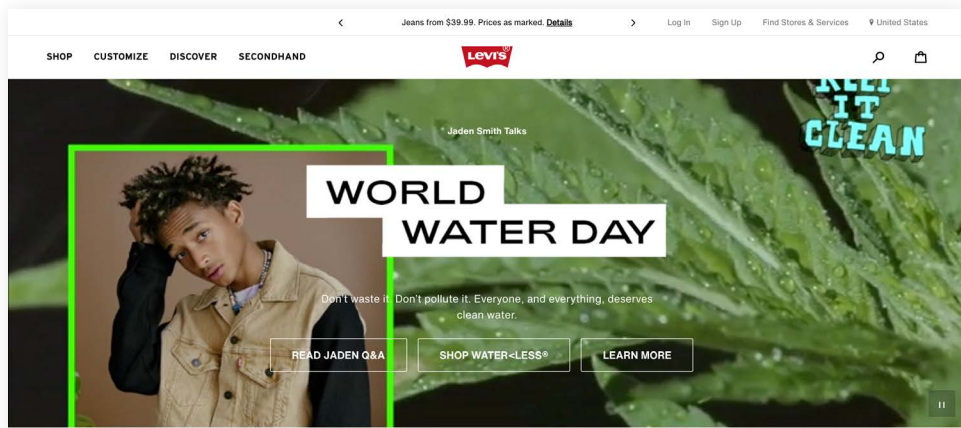 Jeans from $39.99. Prices as marked. Details
Log In Sign Up Find Stores & Services United States
SHOP CUSTOMIZE DISCOVER SECONDHAND
LEVI'S®
KEEP
IT
CLEAN
Jaden Smith Talks
WORLD
WATER DAY
Don't waste it. Don't pollute it. Everyone, and everything, deserves
clean water.
READ JADEN Q&A SHOP WATER<LESS® LEARN MORE